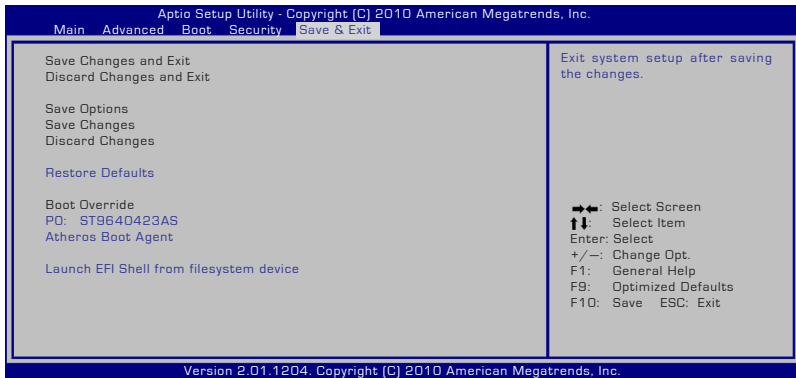 Aptio Setup Utility - Copyright (C) 2010 American Megatrends, Inc.
Main Advanced Boot Security Save & Exit
Save Changes and Exit
Discard Changes and Exit
Save Options
Save Changes
Discard Changes
Restore Defaults
Boot Override
P0: ST9640423AS
Atheros Boot Agent
Launch EFI Shell from filesystem device
Exit system setup after saving
the changes.
→←: Select Screen
↑↓: Select Item
Enter: Select
+/—: Change Opt.
F1: General Help
F9: Optimized Defaults
F10: Save ESC: Exit
Version 2.01.1204. Copyright (C) 2010 American Megatrends, Inc.